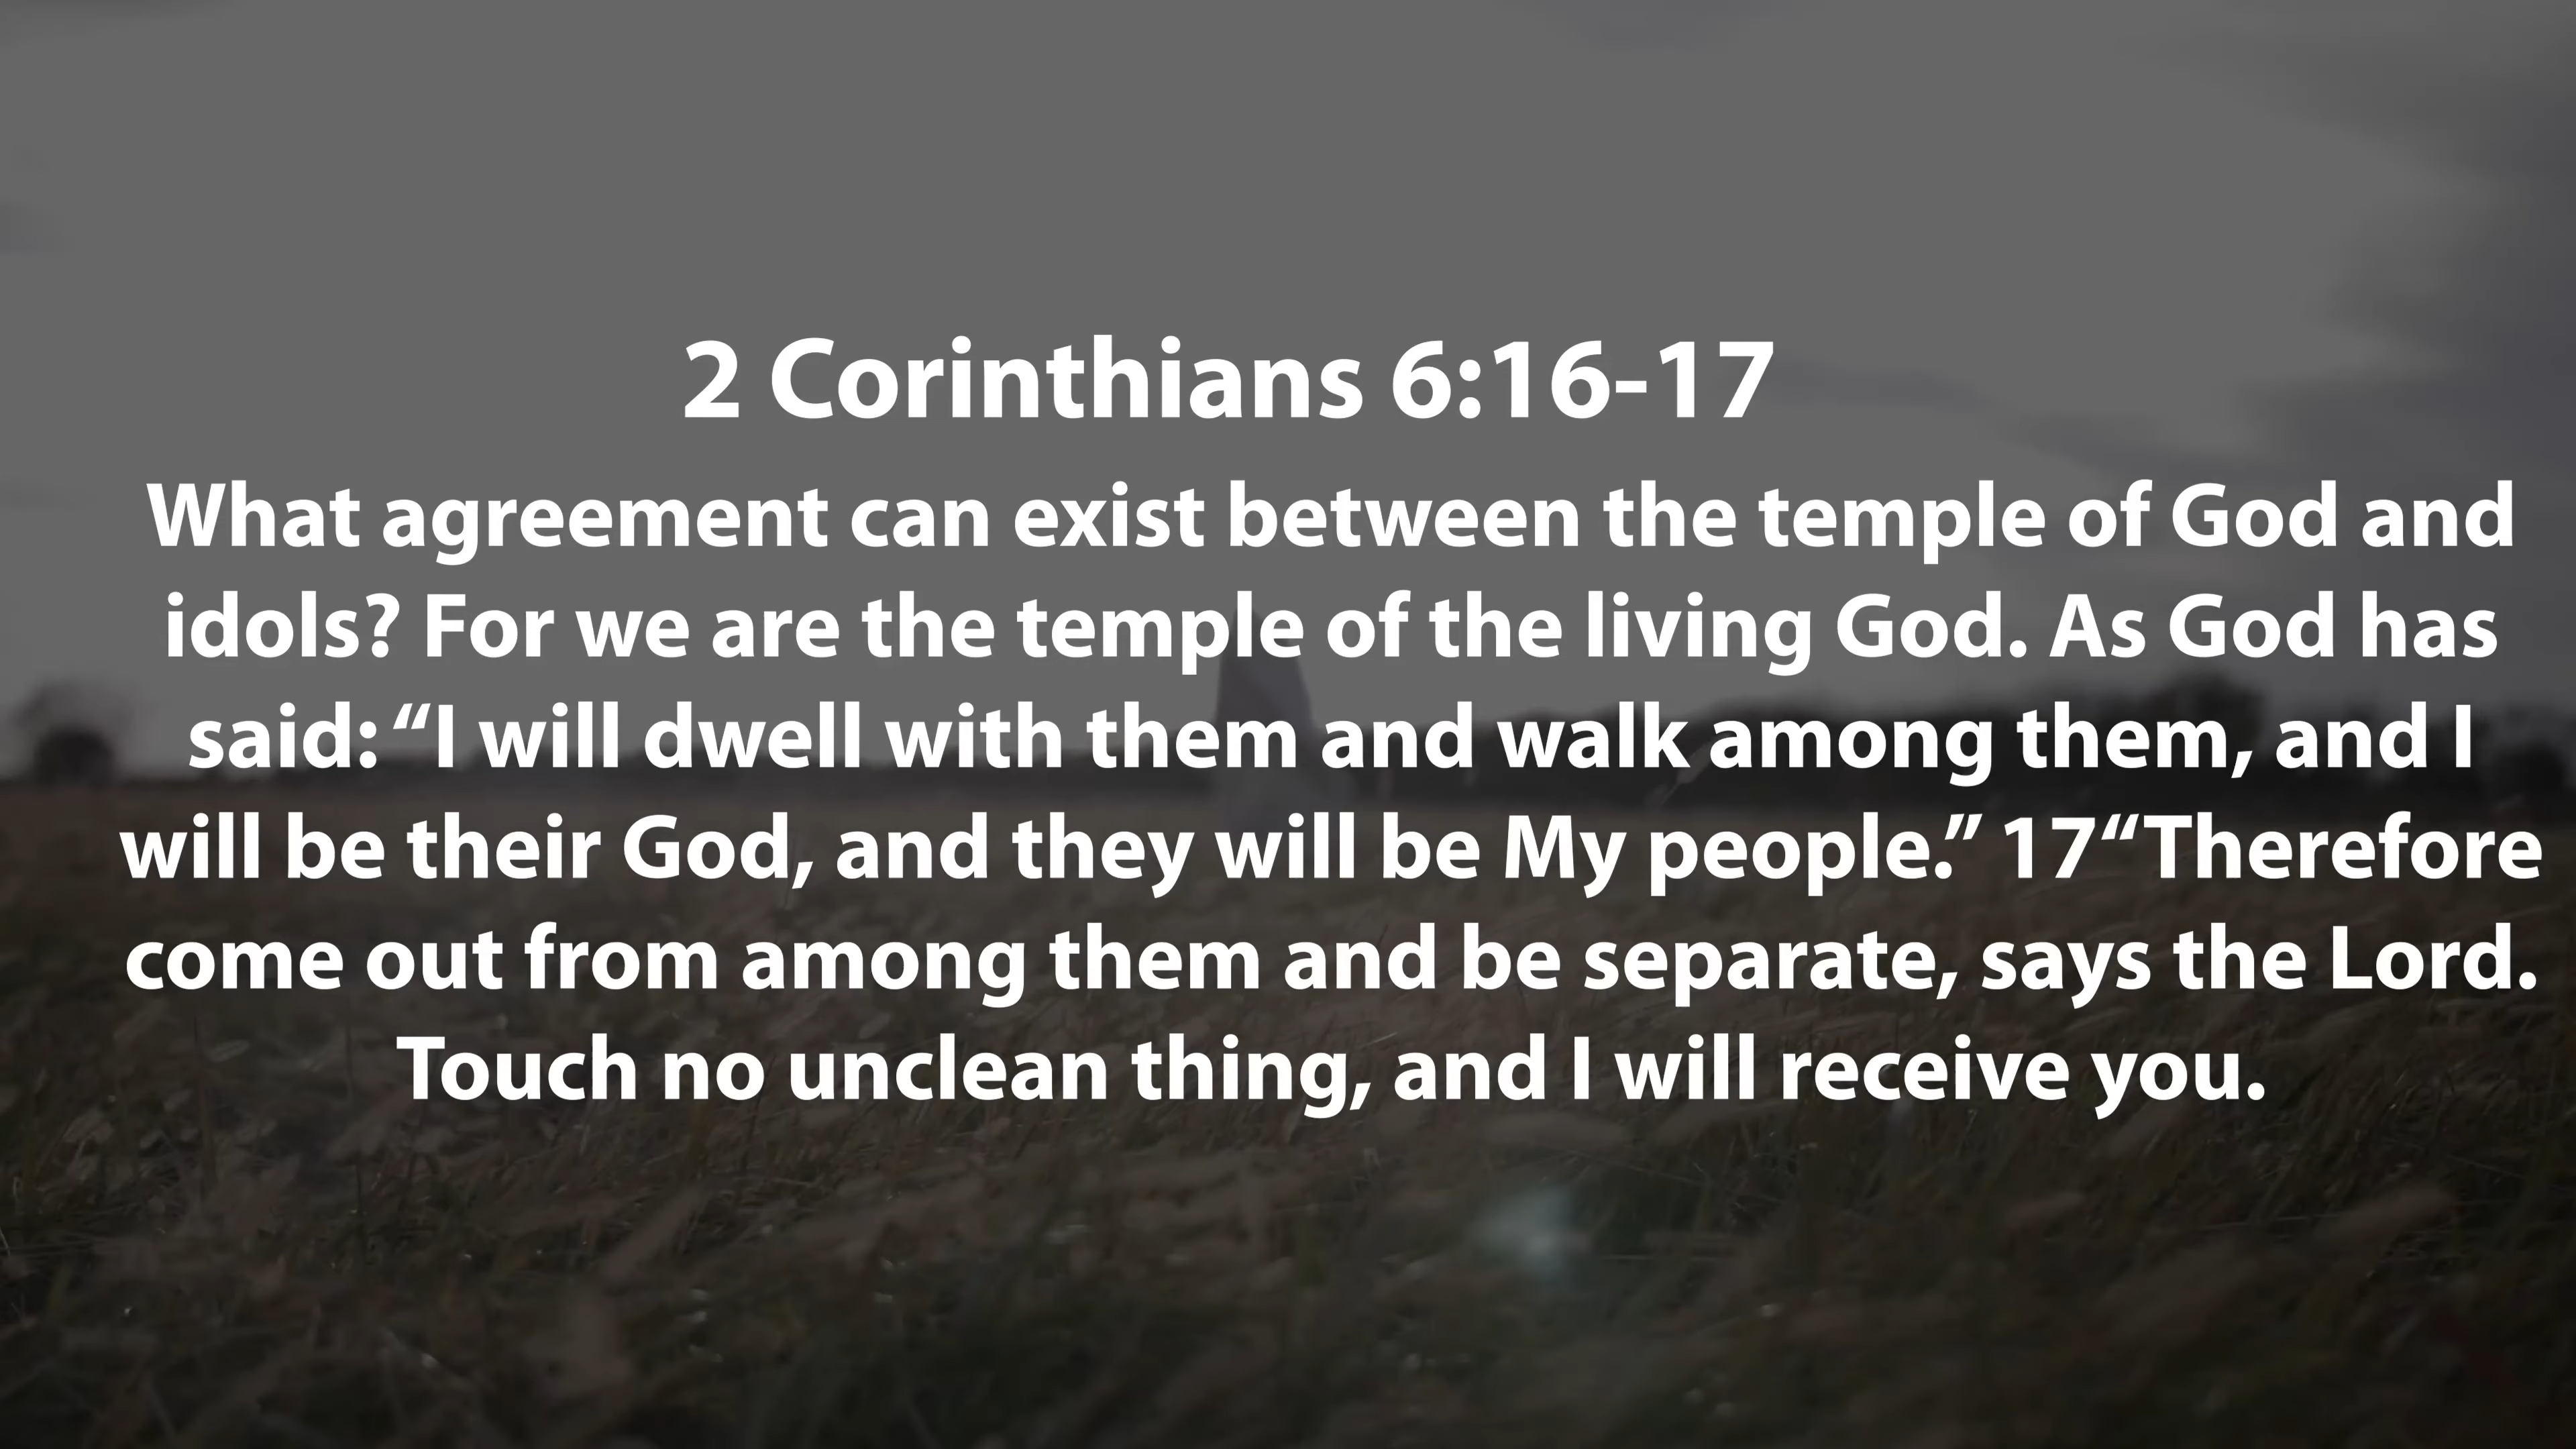 2 Corinthians 6:16-17
What agreement can exist between the temple of God and
idols? For we are the temple of the living God. As God has
said: “I will dwell with them and walk among them, and I
will be their God, and they will be My people.” 17“Therefore
come out from among them and be separate, says the Lord.
Touch no unclean thing, and I will receive you.